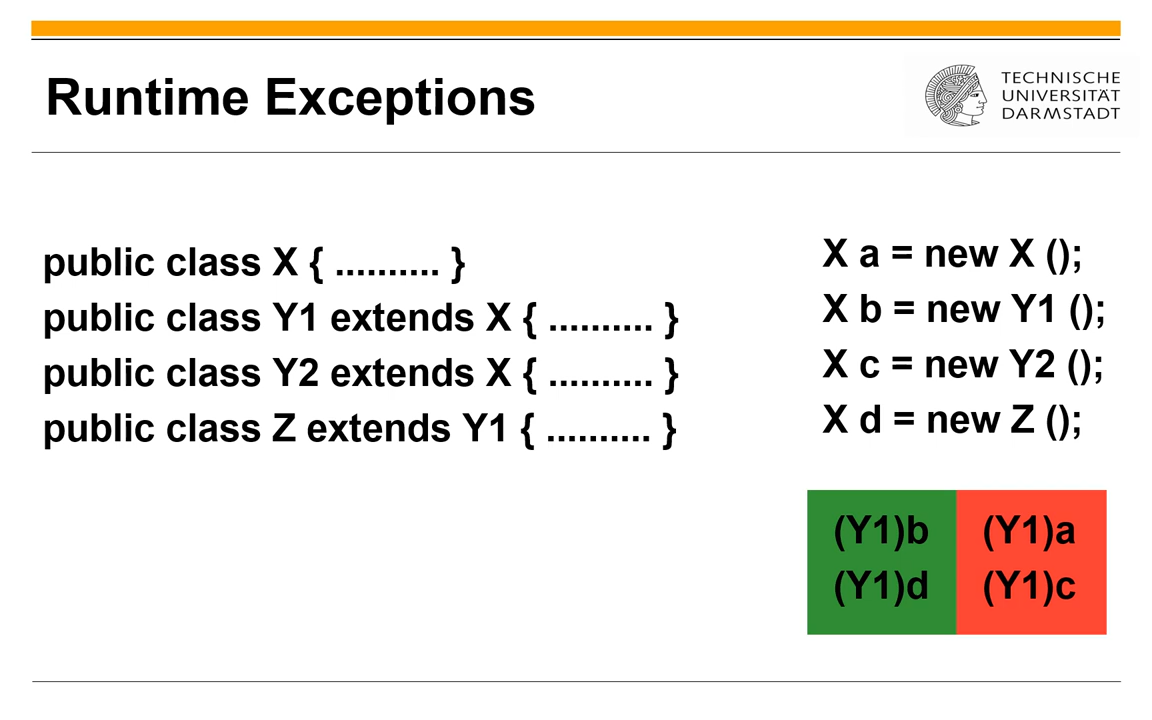 Runtime Exceptions
TECHNISCHE
UNIVERSITÄT
DARMSTADT
public class X { .......... }
public class Y1 extends X { .......... }
public class Y2 extends X { .......... }
public class Z extends Y1 { .......... }
X a = new X ();
X b = new Y1 ();
X c = new Y2 ();
X d = new Z ();
(Y1)b (Y1)a
(Y1)d (Y1)c